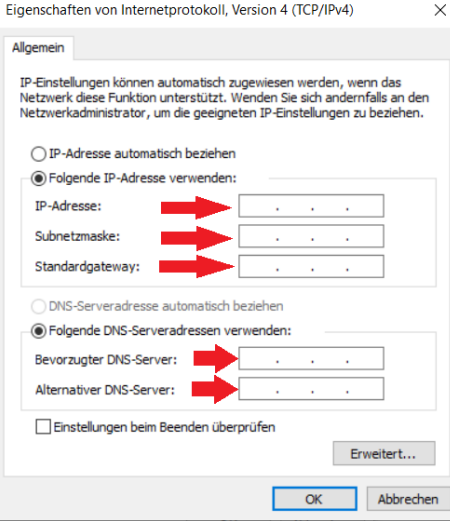 Eigenschaften von Internetprotokoll, Version 4 (TCP/IPv4)
Allgemein
IP-Einstellungen können automatisch zugewiesen werden, wenn das
Netzwerk diese Funktion unterstützt. Wenden Sie sich andernfalls an den
Netzwerkadministrator, um die geeigneten IP-Einstellungen zu beziehen.
IP-Adresse automatisch beziehen
Folgende IP-Adresse verwenden:
IP-Adresse:
Subnetzmaske:
Standardgateway:
DNS-Serveradresse automatisch beziehen
Folgende DNS-Serveradressen verwenden:
Bevorzugter DNS-Server:
Alternativer DNS-Server:
Einstellungen beim Beenden überprüfen
Erweitert...
OK
Abbrechen